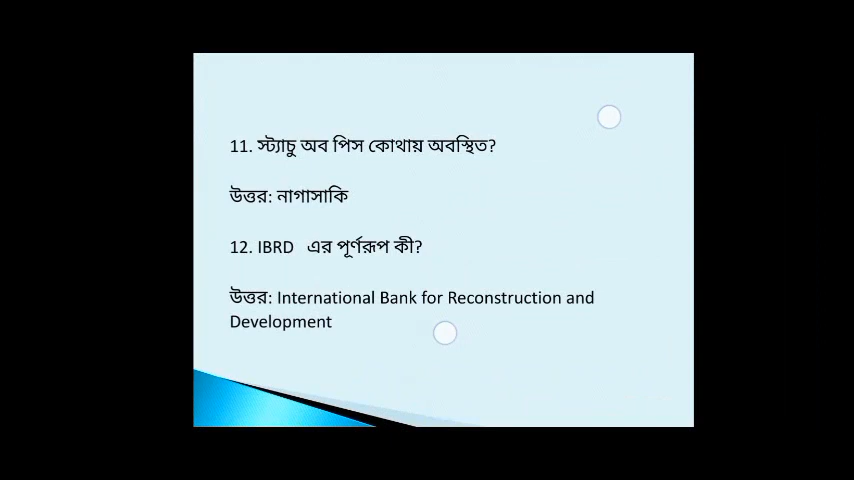 11. স্ট্যাচু অব পিস কোথায় অবস্থিত?
উত্তর: নাগাসাকি
12. IBRD এর পূর্ণরূপ কী?
উত্তর: International Bank for Reconstruction and
Development